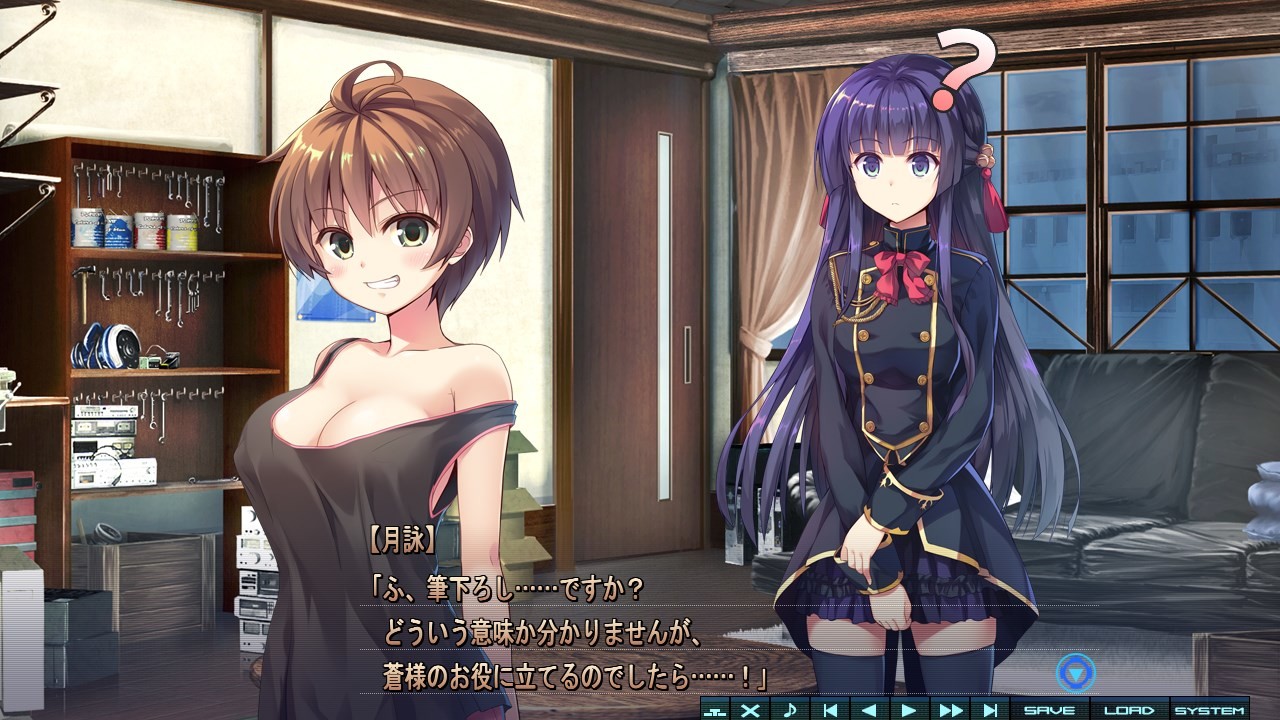 【月詠】
「ふ、筆下ろし……ですか？
どういう意味か分かりませんが、
蒼様のお役に立てるのでしたら……！」
?
SAVE LOAD SYSTEM